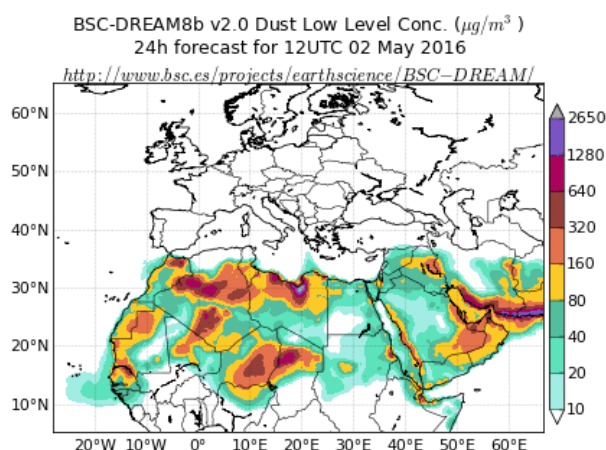 BSC-DREAM8b v2.0 Dust Low Level Conc. (μg/m³ )
24h forecast for 12UTC 02 May 2016
http://www.bsc.es/projects/earthscience/BSC−DREAM/
60°N
50°N
40°N
30°N
20°N
10°N
20°W 10°W 0° 10°E 20°E 30°E 40°E 50°E 60°E
2650
1280
640
320
160
80
40
20
10